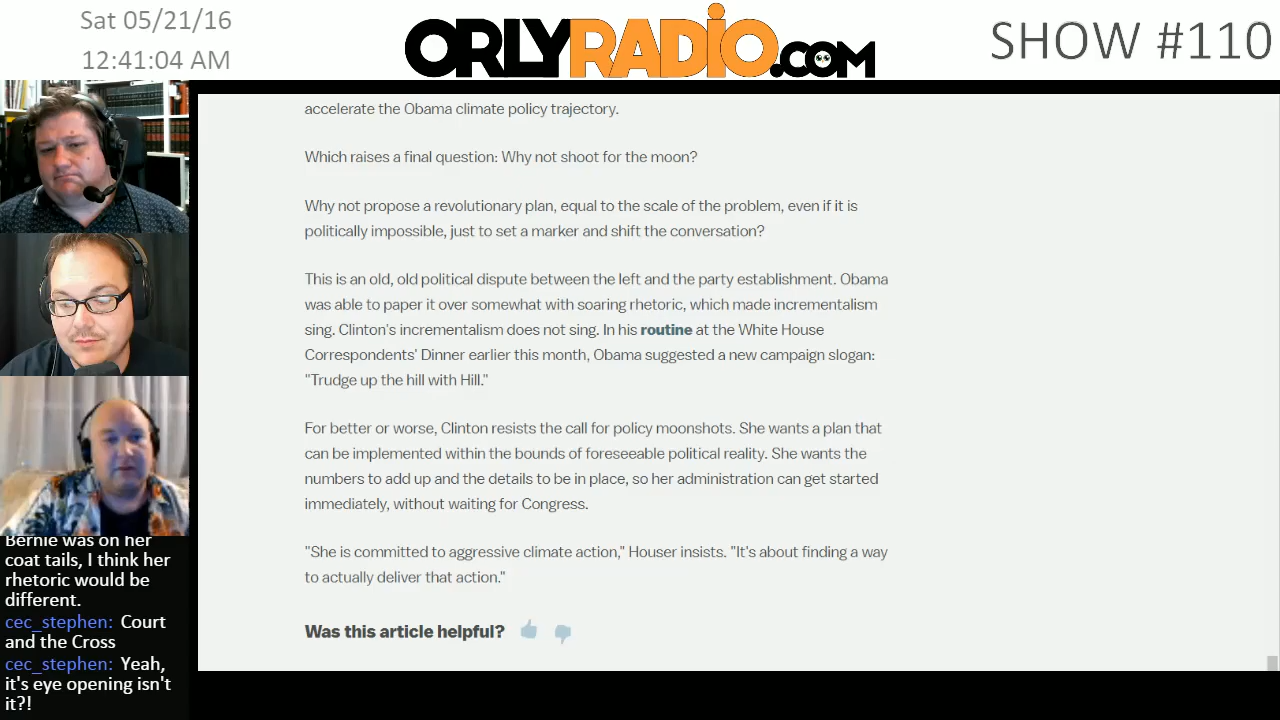 Sat 05/21/16
12:41:04 AM
ORLYRADIO.COM
SHOW #110
accelerate the Obama climate policy trajectory.
Which raises a final question: Why not shoot for the moon?
Why not propose a revolutionary plan, equal to the scale of the problem, even if it is
politically impossible, just to set a marker and shift the conversation?
This is an old, old political dispute between the left and the party establishment. Obama
was able to paper it over somewhat with soaring rhetoric, which made incrementalism
sing. Clinton's incrementalism does not sing. In his routine at the White House
Correspondents' Dinner earlier this month, Obama suggested a new campaign slogan:
"Trudge up the hill with Hill."
For better or worse, Clinton resists the call for policy moonshots. She wants a plan that
can be implemented within the bounds of foreseeable political reality. She wants the
numbers to add up and the details to be in place, so her administration can get started
immediately, without waiting for Congress.
"She is committed to aggressive climate action," Houser insists. "It's about finding a way
to actually deliver that action."
Was this article helpful?
Bernie was on her
coat tails, I think her
rhetoric would be
different.
cec_stephen: Court
and the Cross
cec_stephen: Yeah,
it's eye opening isn't
it?!